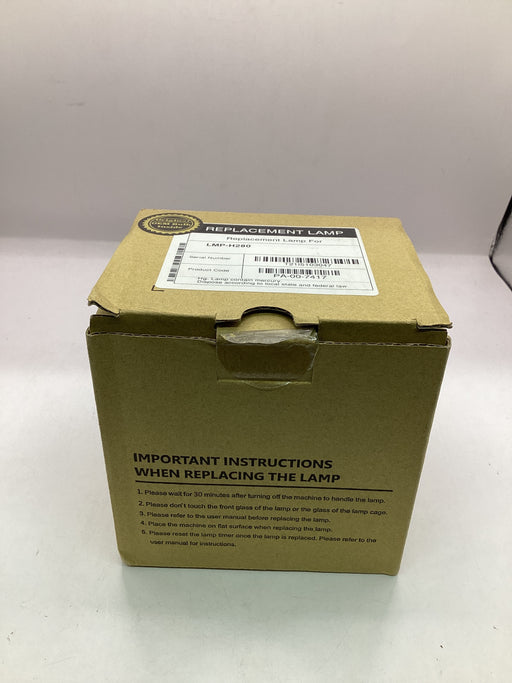 Original
OEM Bulb
Inside
REPLACEMENT LAMP
Replacement Lamp For
LMP-H280
Serial Number
T21IS103047
Product Code
PA-00-7417
Hg. Lamp contain mercury.
Dispose according to local state and federal law
IMPORTANT INSTRUCTIONS
WHEN REPLACING THE LAMP
1. Please wait for 30 minutes after turning off the machine to handle the lamp.
2. Please don't touch the front glass of the lamp or the glass of the lamp cage.
3. Please refer to the user manual before replacing the lamp.
4. Place the machine on flat surface when replacing the lamp.
5. Please reset the lamp timer once the lamp is replaced. Please refer to the
user manual for instructions.